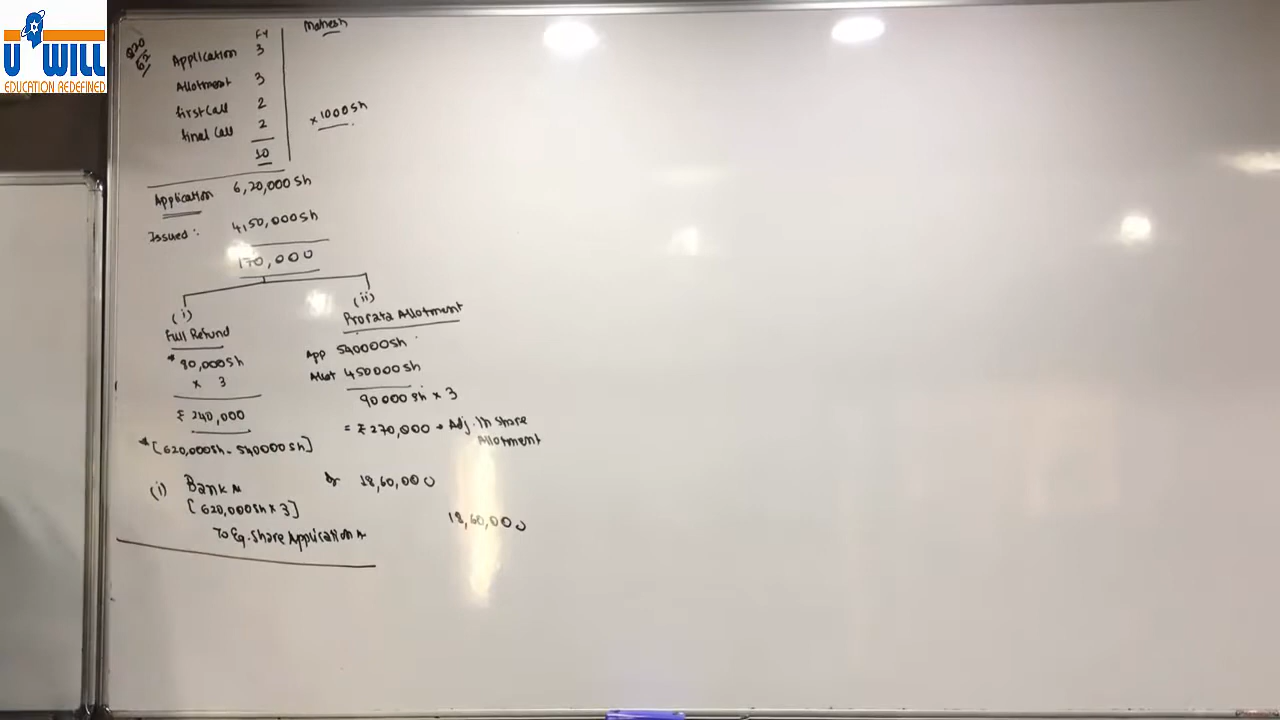 U WILL
EDUCATION REDEFINED
Q20
62
FV
Mahesh
Application 3
Allotment 3
First Call 2
Final Call 2
x 1000 Sh
10
Application 6,20,000 Sh
Issued : 4,50,000 Sh
170,000
(i)
(ii)
Full Refund
Prorata Allotment
* 80,000 Sh
x 3
₹ 240,000
* [620,000 Sh - 540000 Sh]
App 540000 Sh
Allot 450000 Sh
90000 Sh x 3
= ₹ 270,000 → Adj. in Share
Allotment
(i) Bank A/c Dr 18,60,000
[620,000 Sh x 3]
To Eq. Share Application A/c 18,60,000